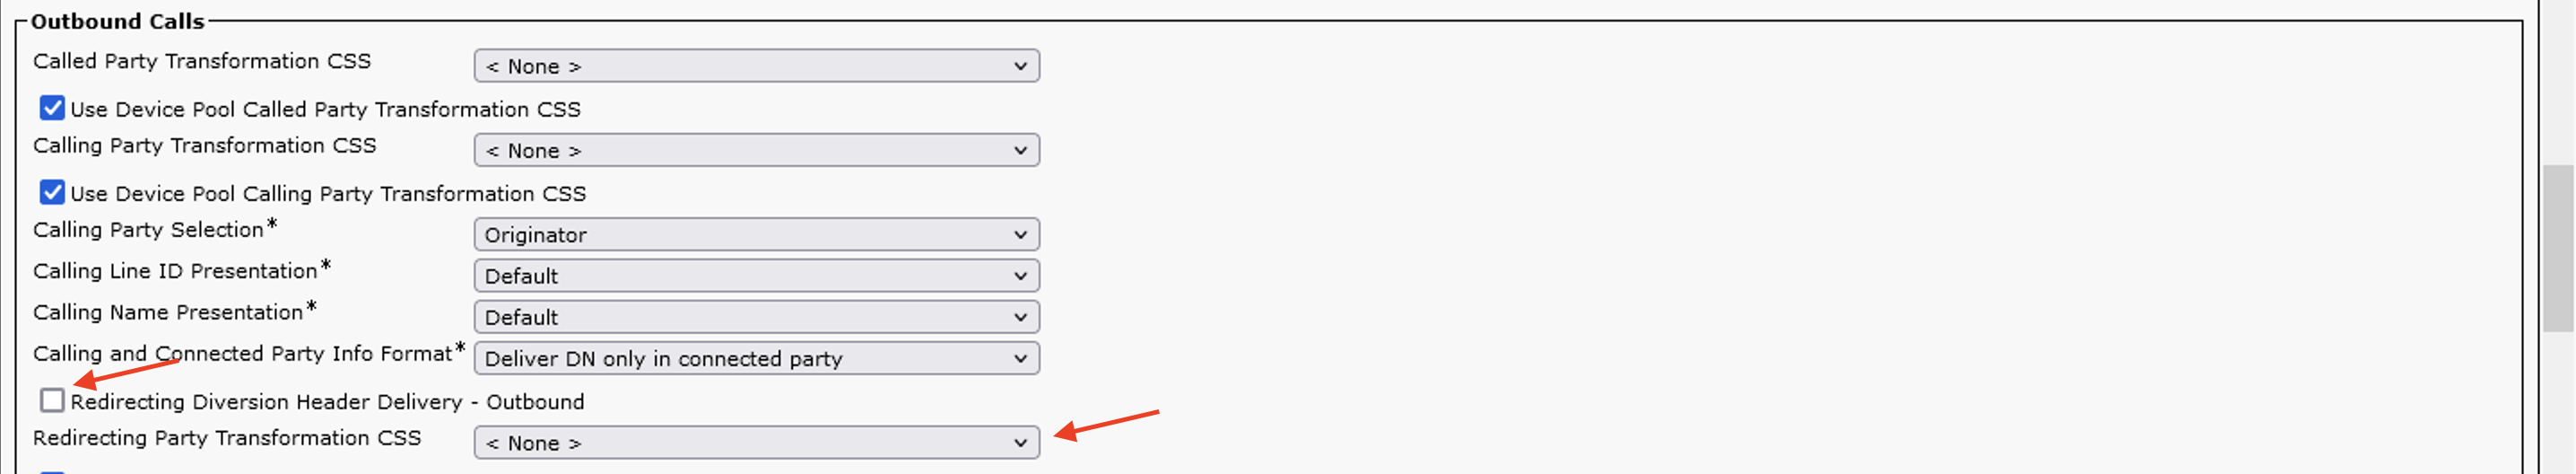 Outbound Calls
Called Party Transformation CSS < None >
Use Device Pool Called Party Transformation CSS
Calling Party Transformation CSS < None >
Use Device Pool Calling Party Transformation CSS
Calling Party Selection* Originator
Calling Line ID Presentation* Default
Calling Name Presentation* Default
Calling and Connected Party Info Format* Deliver DN only in connected party
Redirecting Diversion Header Delivery - Outbound
Redirecting Party Transformation CSS < None >